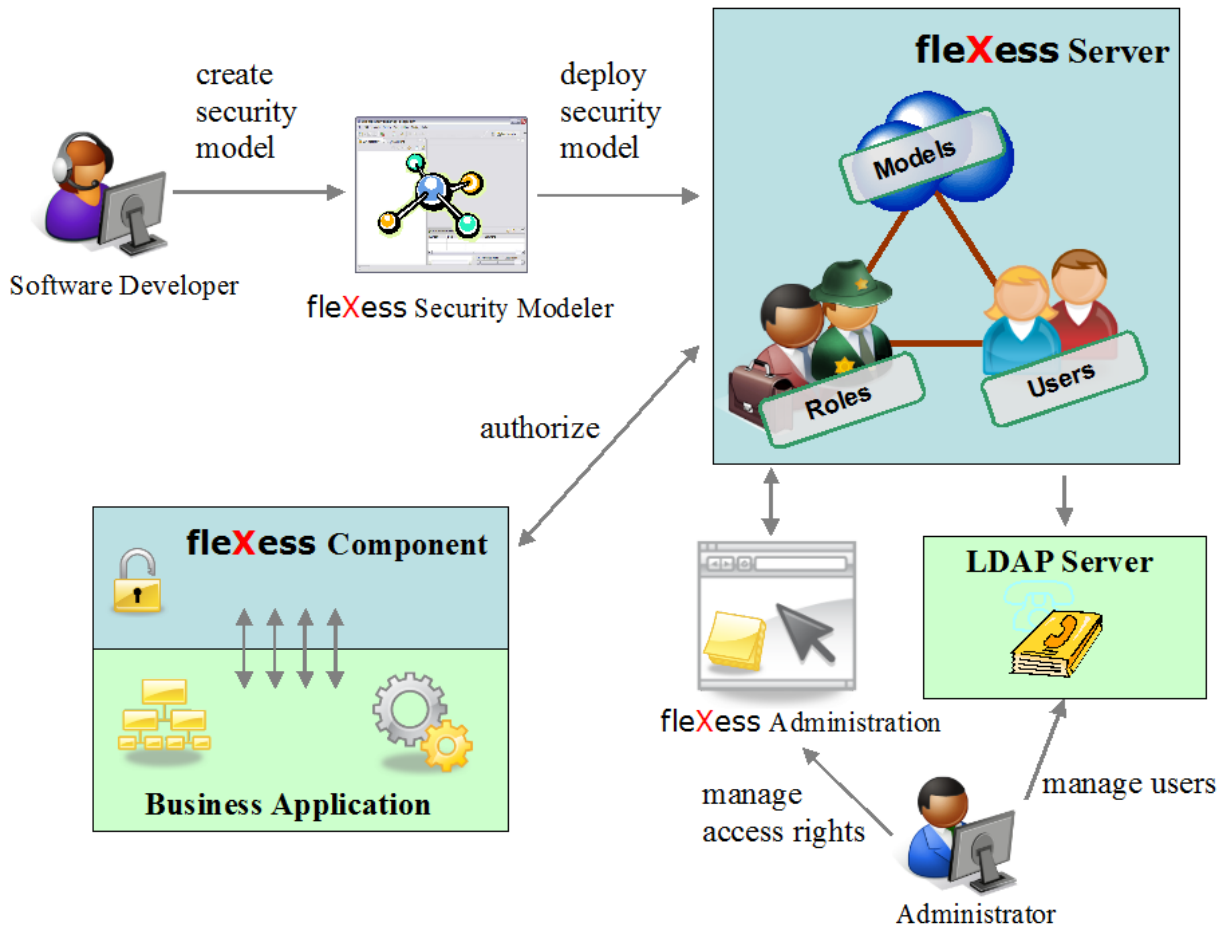 create
security
model
deploy
security
model
fleXess Server
Models
Roles
Users
Software Developer
fleXess Security Modeler
authorize
fleXess Component
Business Application
LDAP Server
fleXess Administration
manage
access rights
manage users
Administrator